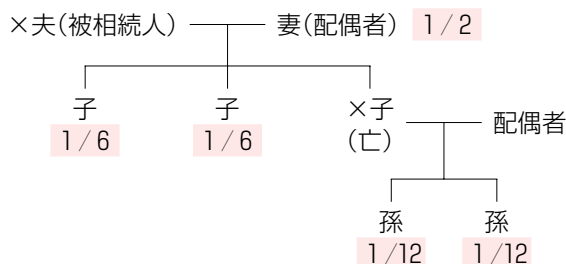 ×夫(被相続人) 妻(配偶者) 1/2
子 子 ×子
(亡) 配偶者
1/6 1/6
孫 孫
1/12 1/12